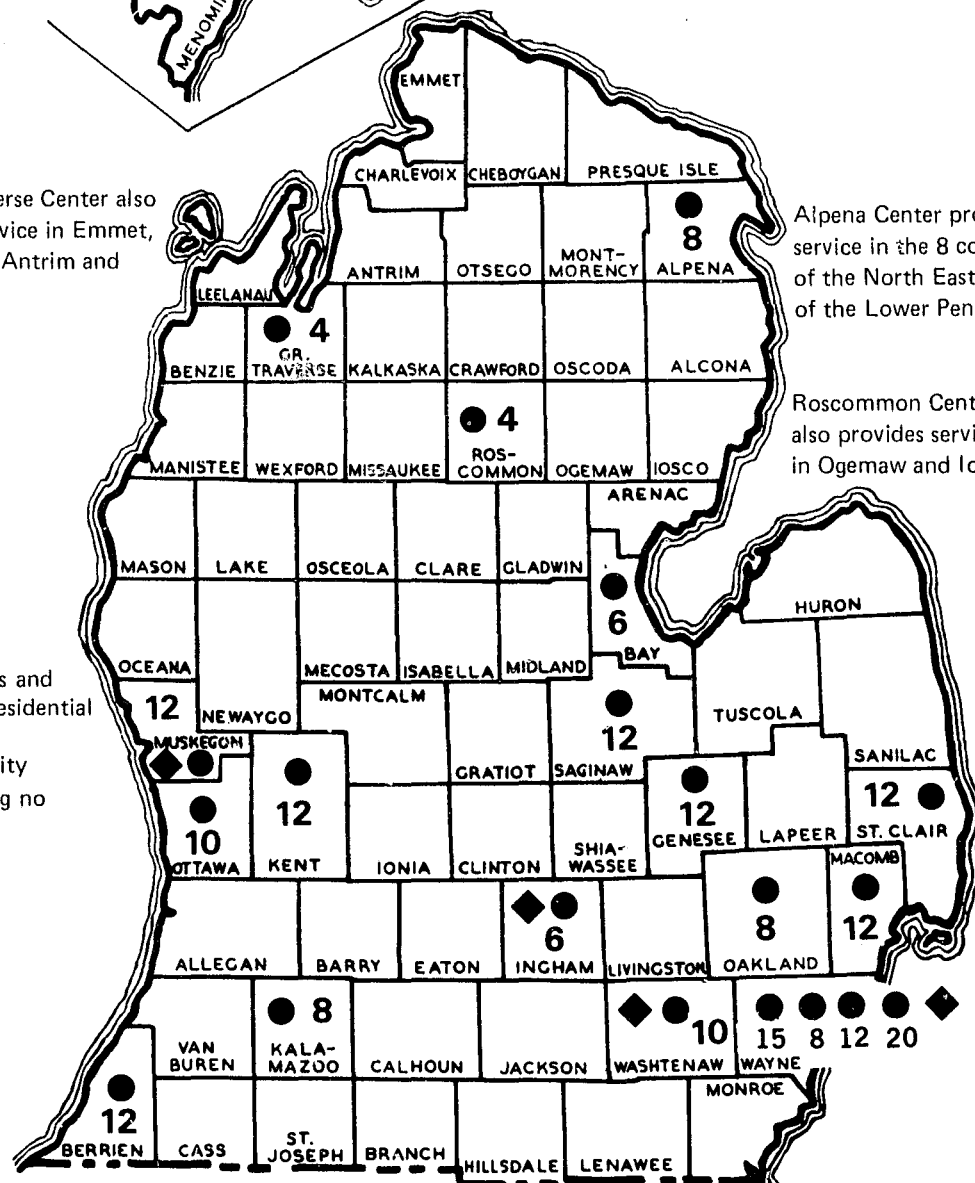 MENOMI
EMMET
CHARLEVOIX CHEBOYGAN PRESQUE ISLE
erse Center also
vice in Emmet,
Antrim and
8
Alpena Center pre
service in the 8 co
of the North East
of the Lower Pen
ANTRIM OTSEGO MONT-
MORENCY ALPENA
LEELANAU
4
BENZIE GR.
TRAVERSE KALKASKA CRAWFORD OSCODA ALCONA
Roscommon Cent
also provides servi
in Ogemaw and Io
4
MANISTEE WEXFORD MISSAUKEE ROS-
COMMON OGEMAW IOSCO
ARENAC
MASON LAKE OSCEOLA CLARE GLADWIN
HURON
6
BAY
OCEANA MECOSTA ISABELLA MIDLAND
s and
esidential
ity
g no
MONTCALM
12 NEWAYGO
MUSKEGON
TUSCOLA
12
GRATIOT SAGINAW
SANILAC
10
OTTAWA
12
KENT
IONIA CLINTON SHIA-
WASSEE
12
GENESEE LAPEER
12
ST. CLAIR
MACOMB
12
8
OAKLAND
6
ALLEGAN BARRY EATON INGHAM LIVINGSTON
8
VAN
BUREN KALA-
MAZOO CALHOUN JACKSON
10
WASHTENAW
15 8 12 20
WAYNE
MONROE
12
BERRIEN CASS ST.
JOSEPH BRANCH HILLSDALE LENAWEE